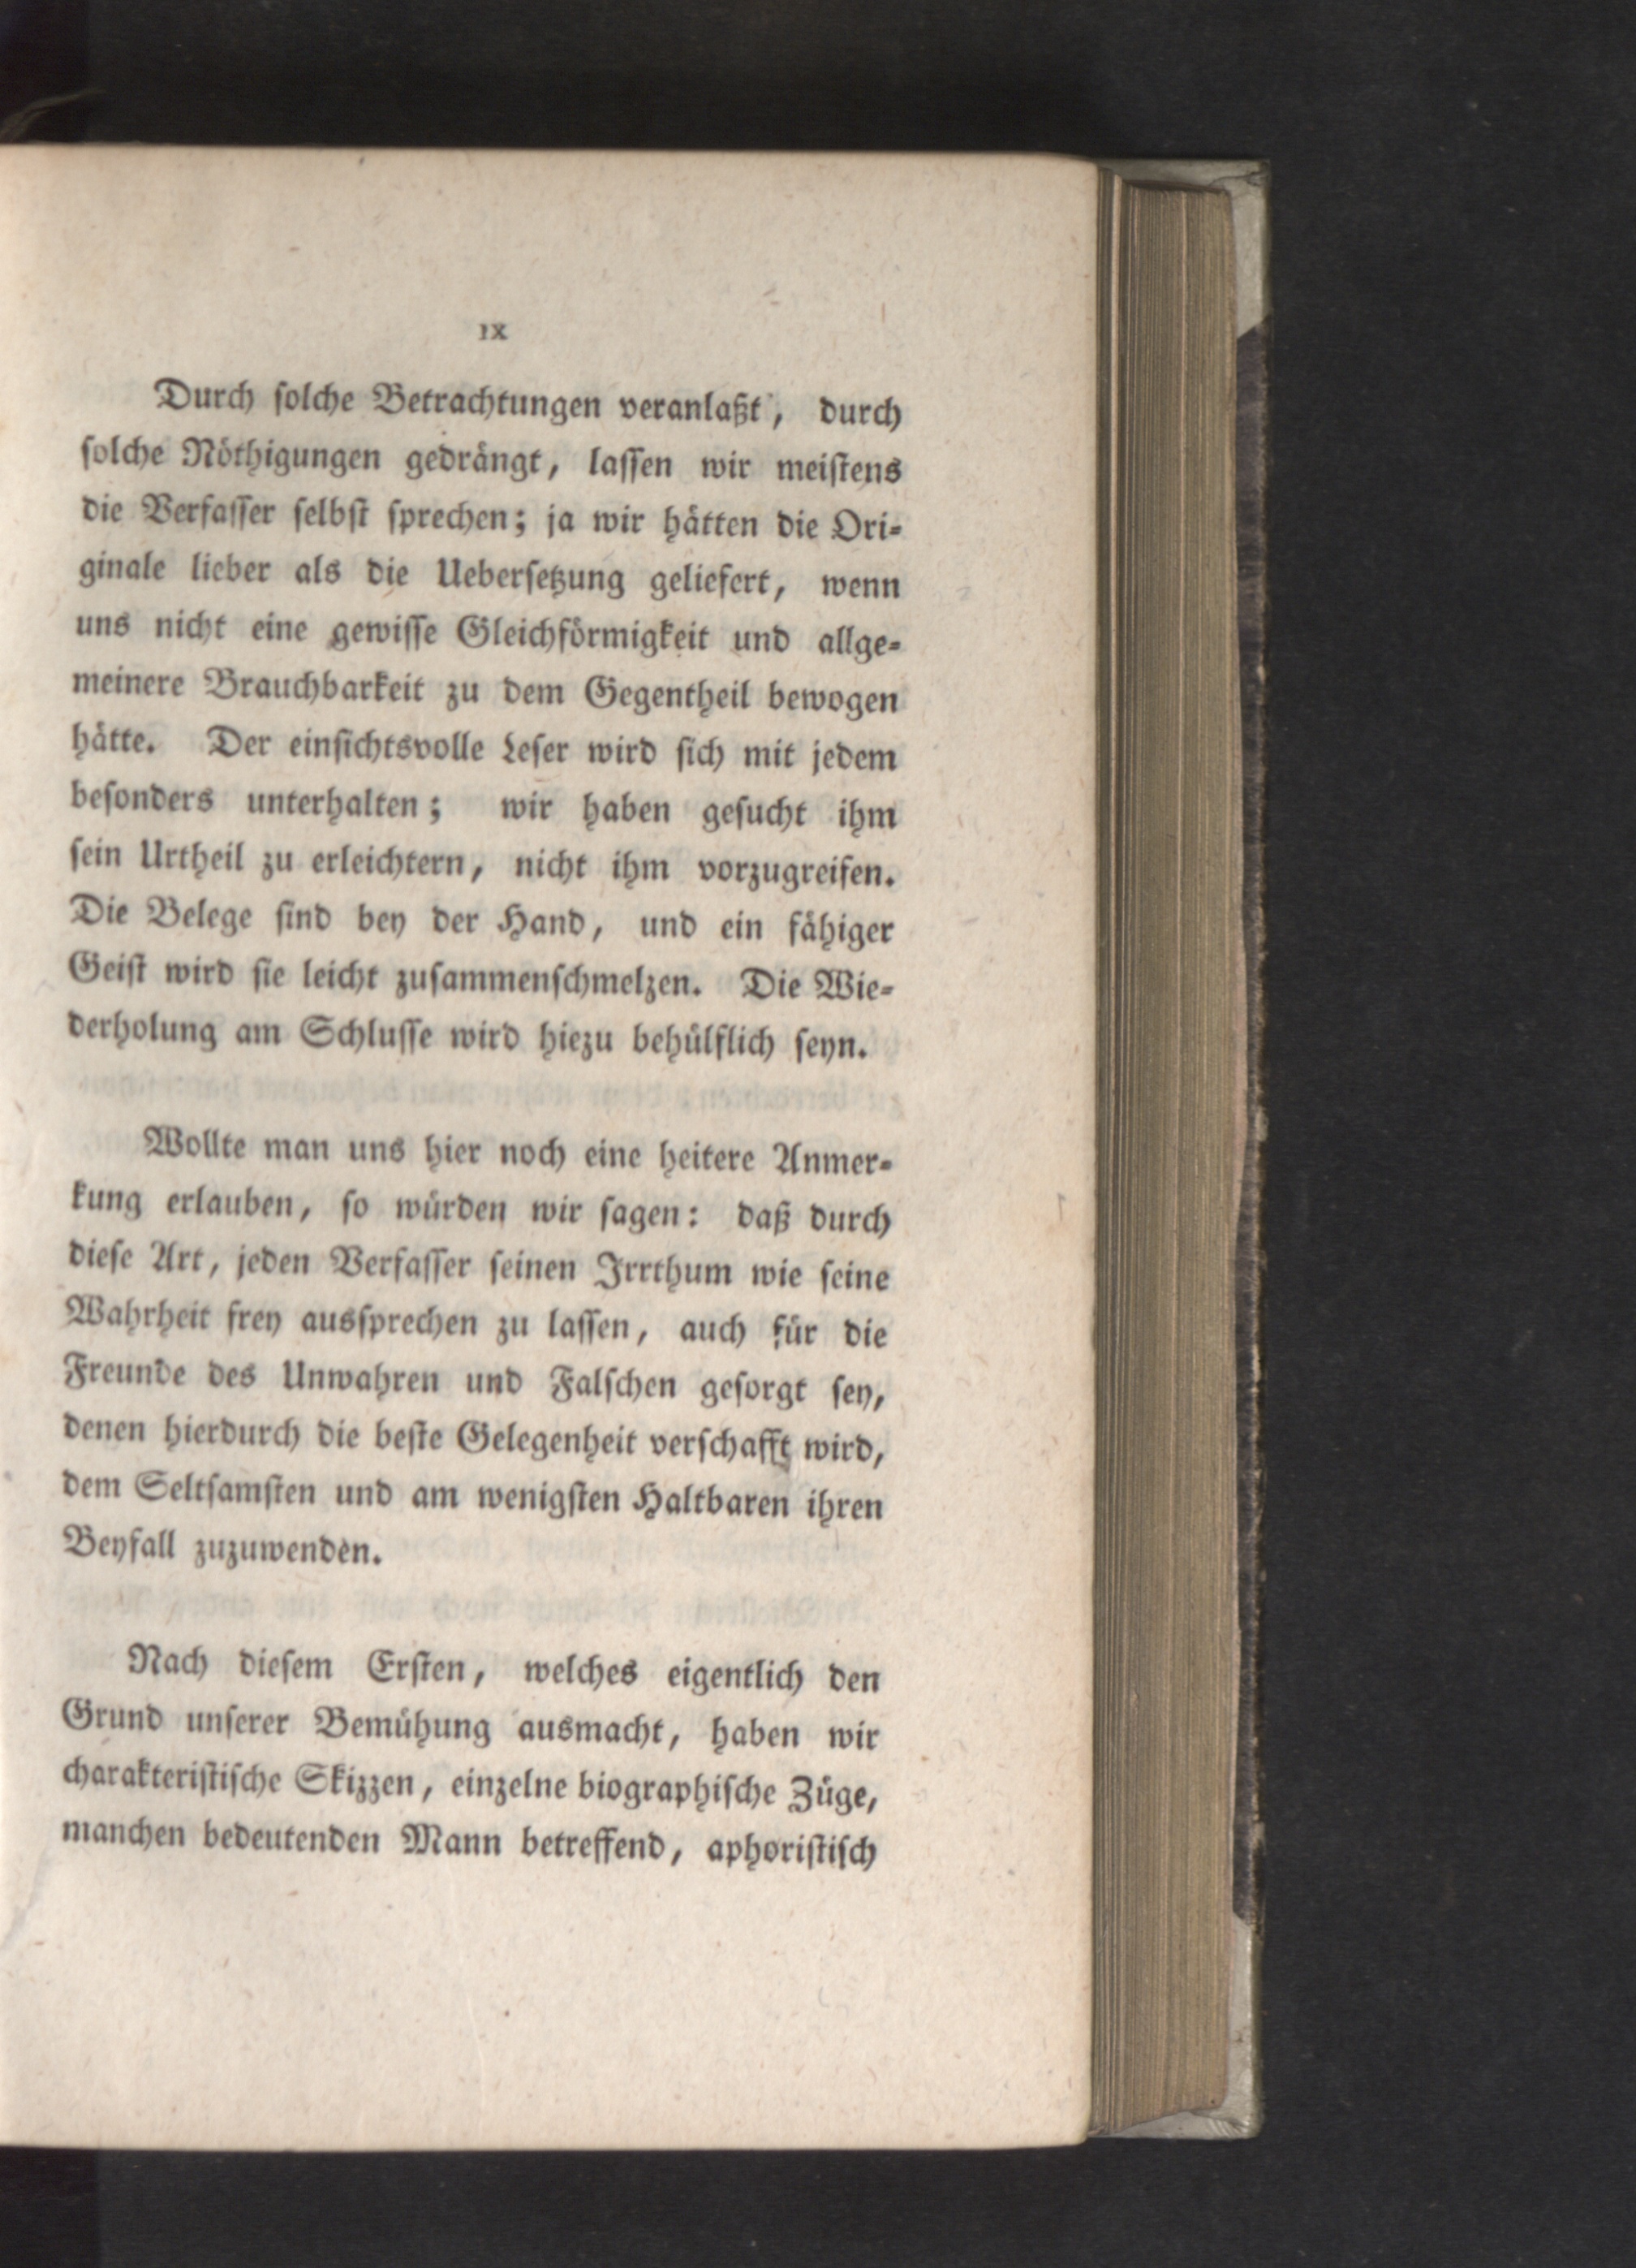 IX
Durch ſolche Betrachtungen veranlaßt, durch
ſolche Nöthigungen gedrängt, laſſen wir meiſtens
die Verfaſſer ſelbſt ſprechen; ja wir hätten die Ori-
ginale lieber als die Ueberſetzung geliefert, wenn
uns nicht eine gewiſſe Gleichförmigkeit und allge-
meinere Brauchbarkeit zu dem Gegentheil bewogen
hätte. Der einſichtsvolle Leſer wird ſich mit jedem
beſonders unterhalten; wir haben geſucht ihm
ſein Urtheil zu erleichtern, nicht ihm vorzugreifen.
Die Belege ſind bey der Hand, und ein fähiger
Geiſt wird ſie leicht zuſammenſchmelzen. Die Wie-
derholung am Schluſſe wird hiezu behülflich ſeyn.
Wollte man uns hier noch eine heitere Anmer-
kung erlauben, ſo würden wir ſagen: daß durch
dieſe Art, jeden Verfaſſer ſeinen Irrthum wie ſeine
Wahrheit frey ausſprechen zu laſſen, auch für die
Freunde des Unwahren und Falſchen geſorgt ſey,
denen hierdurch die beſte Gelegenheit verſchafft wird,
dem Seltſamſten und am wenigſten Haltbaren ihren
Beyfall zuzuwenden.
Nach dieſem Erſten, welches eigentlich den
Grund unſerer Bemühung ausmacht, haben wir
charakteriſtiſche Skizzen, einzelne biographiſche Züge,
manchen bedeutenden Mann betreffend, aphoriſtiſch